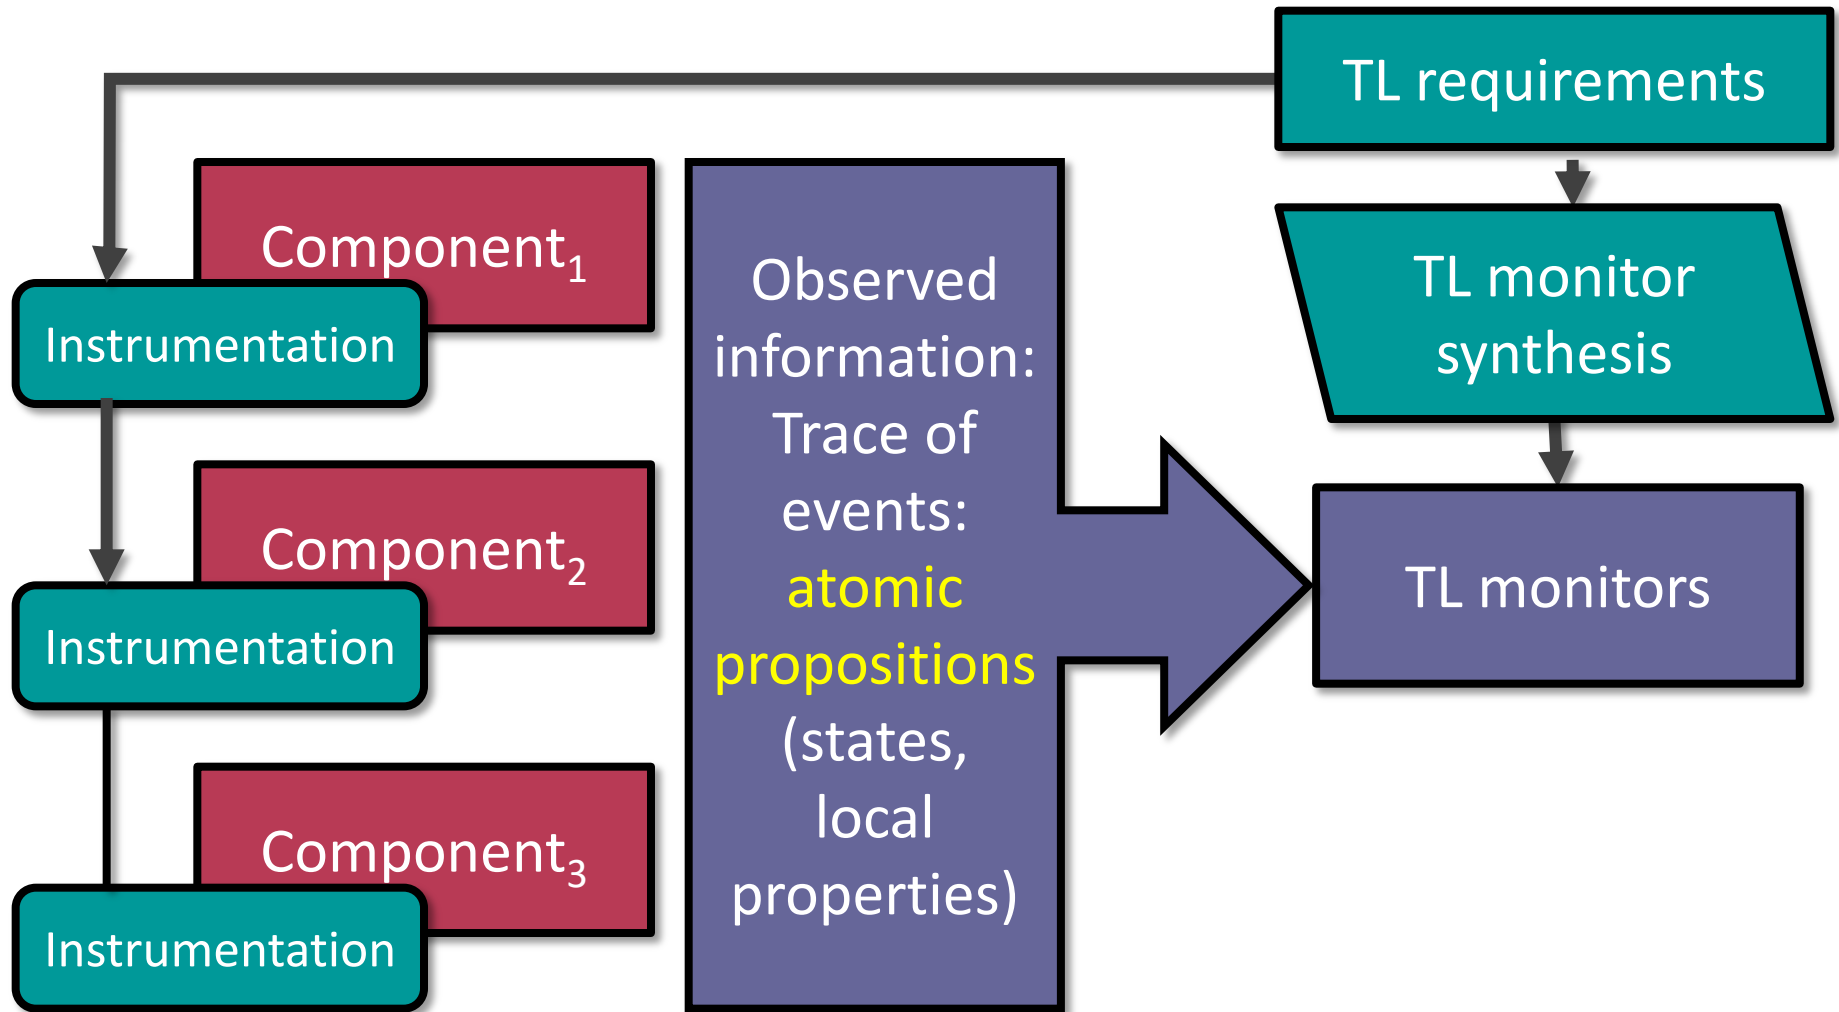 TL requirements
Component₁
Instrumentation
Component₂
Instrumentation
Component₃
Instrumentation
Observed
information:
Trace of
events:
atomic
propositions
(states,
local
properties)
TL monitor
synthesis
TL monitors